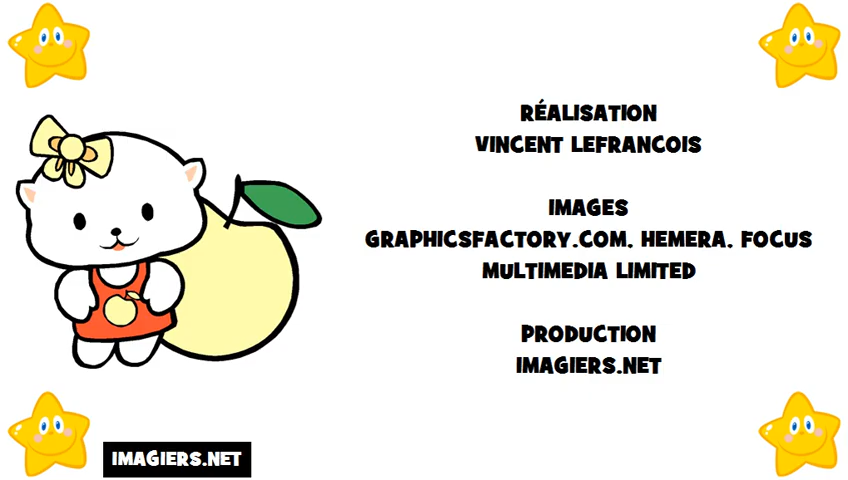 RÉALISATION
VINCENT LEFRANCOIS
IMAGES
GRAPHICSFACTORY.COM, HEMERA, FOCUS
MULTIMEDIA LIMITED
PRODUCTION
IMAGIERS.NET
IMAGIERS.NET